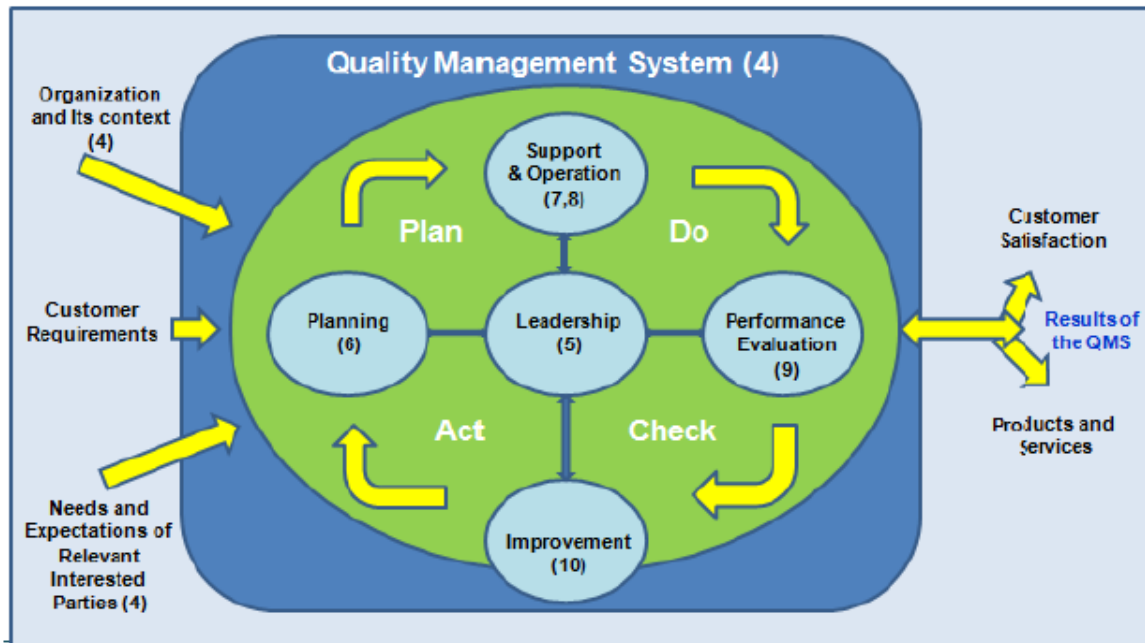 Quality Management System (4)
Organization
and Its context
(4)
Customer
Requirements
Needs and
Expectations of
Relevant
Interested
Parties (4)
Support
& Operation
(7,8)
Plan
Do
Planning
(6)
Leadership
(5)
Performance
Evaluation
(9)
Act
Check
Improvement
(10)
Customer
Satisfaction
Results of
the QMS
Products and
Services